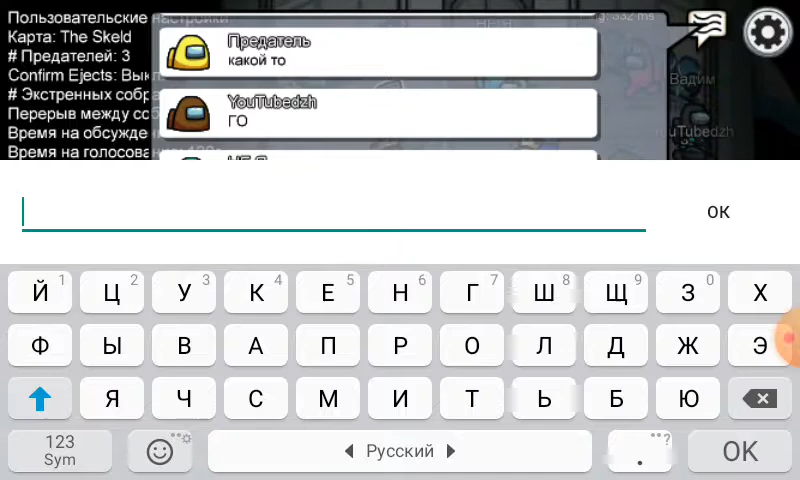 Пользовательские настройки
Карта: The Skeld
# Предателей: 3
Confirm Ejects: Вык
# Экстренных собр
Перерыв между со
Время на обсужде
Время на голосова
ms
Предатель
какой то
YouTubedzh
ГО
Вадим
YouTubedzh
ОК
Й 1 Ц 2 У 3 К 4 Е 5 Н 6 Г 7 Ш 8 Щ 9 З 0 Х
Ф Ы В А П Р О Л Д Ж Э
Я Ч С М И Т Ь Б Ю
123
Sym
Русский
. ?
OK